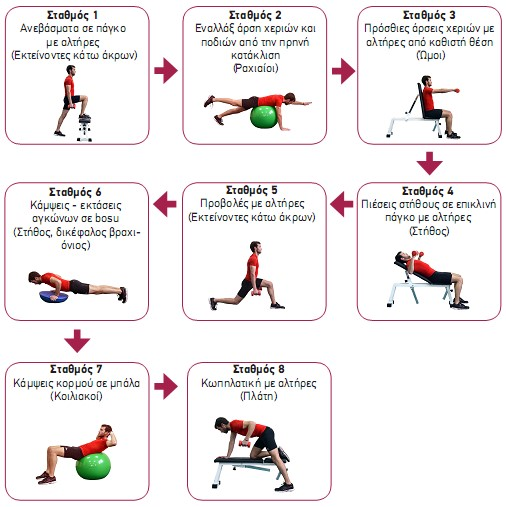 Σταθμός 1
Ανεβάσματα σε πάγκο
με αλτήρες
(Εκτείνοντες κάτω άκρων)
Σταθμός 2
Εναλλάξ άρση χεριών και
ποδιών από την πρηνή
κατάκλιση
(Ραχιαίοι)
Σταθμός 3
Πρόσθιες άρσεις χεριών με
αλτήρες από καθιστή θέση
(Ώμοι)
Σταθμός 6
Κάμψεις - εκτάσεις
αγκώνων σε bosu
(Στήθος, δικέφαλος βραχι-
όνιος)
Σταθμός 5
Προβολές με αλτήρες
(Εκτείνοντες κάτω άκρων)
Σταθμός 4
Πιέσεις στήθους σε επικλινή
πάγκο με αλτήρες
(Στήθος)
Σταθμός 7
Κάμψεις κορμού σε μπάλα
(Κοιλιακοί)
Σταθμός 8
Κωπηλατική με αλτήρες
(Πλάτη)